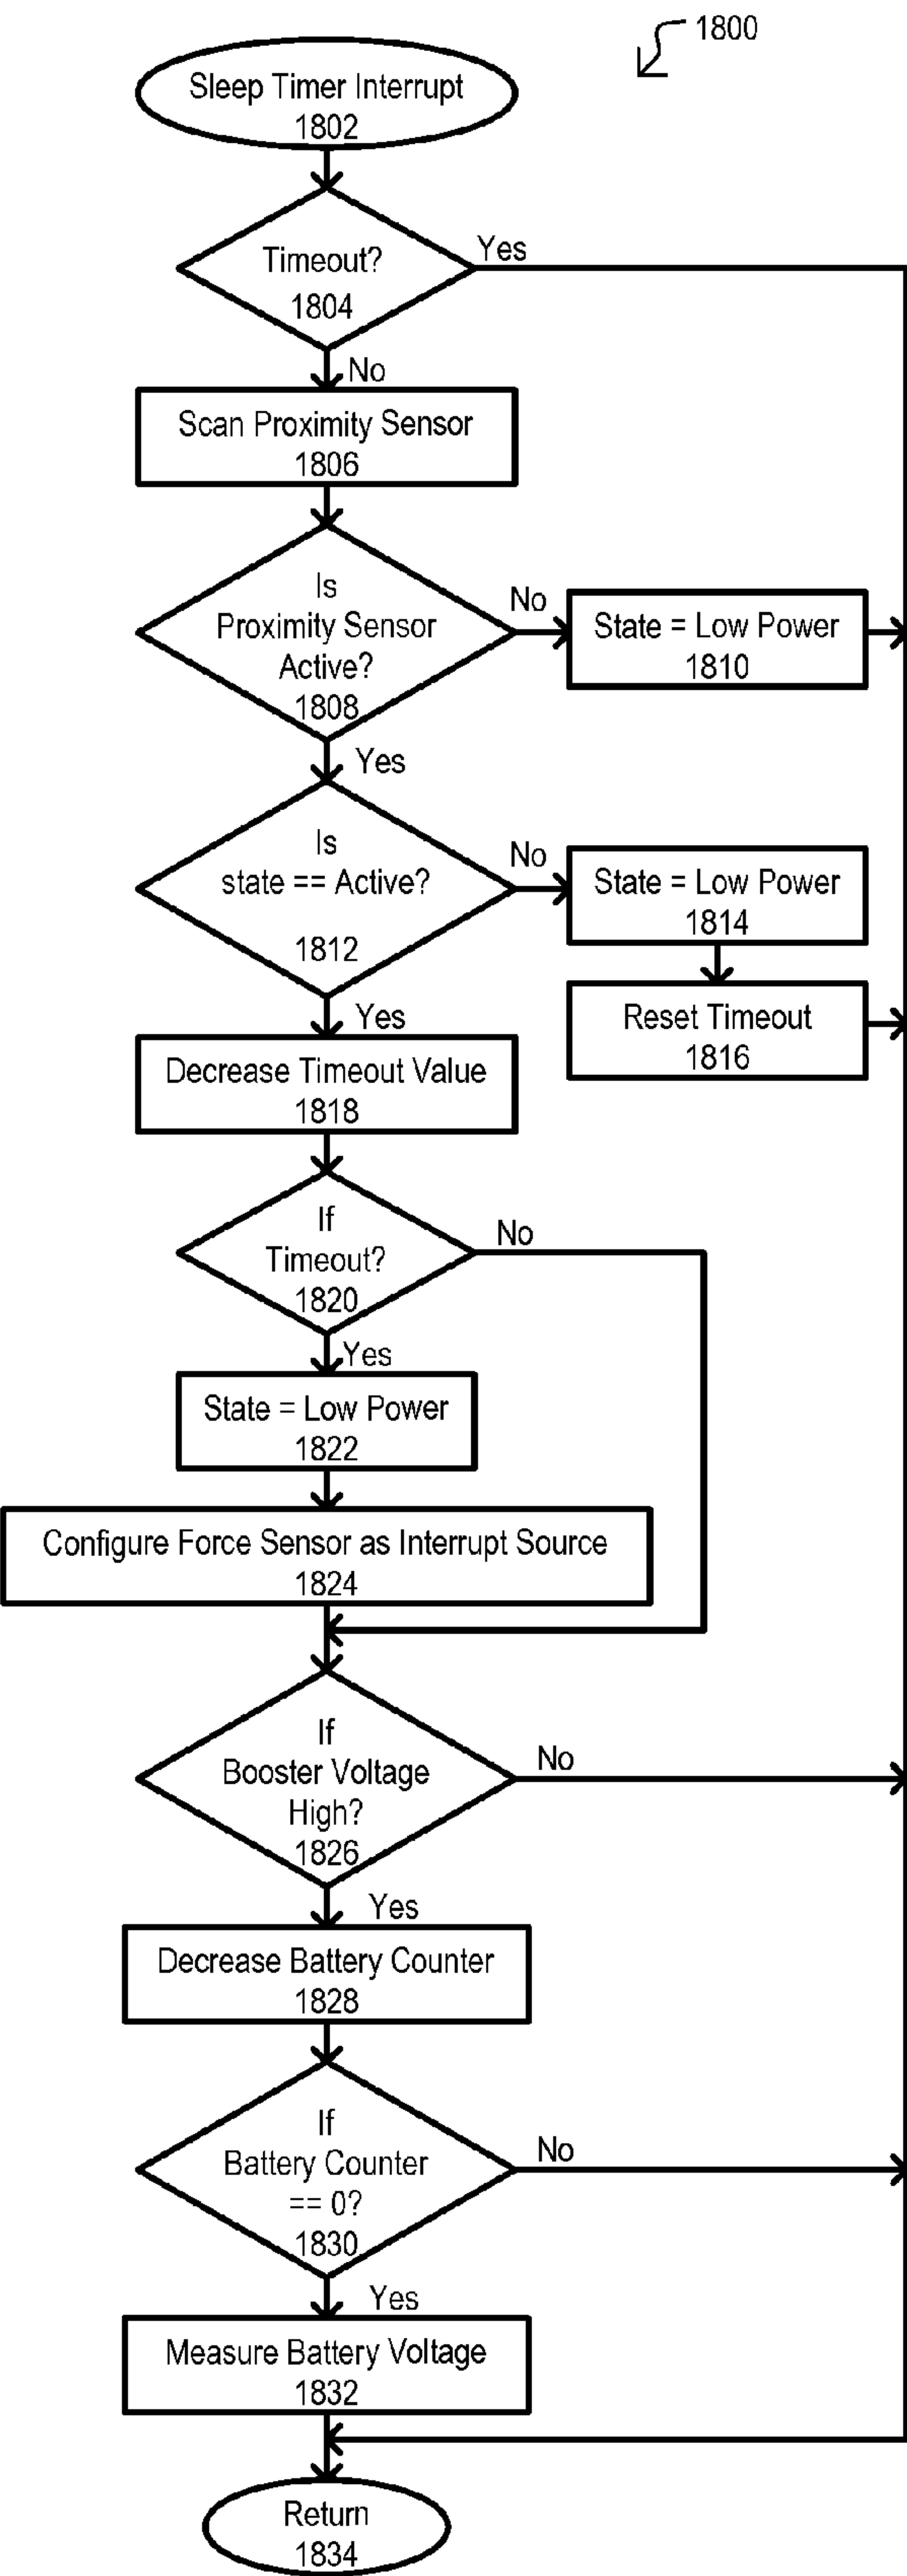 1800
Sleep Timer Interrupt
1802
Timeout?
1804
Yes
No
Scan Proximity Sensor
1806
Is
Proximity Sensor
Active?
1808
No
State = Low Power
1810
Yes
Is
state == Active?
1812
No
State = Low Power
1814
Reset Timeout
1816
Yes
Decrease Timeout Value
1818
If
Timeout?
1820
No
Yes
State = Low Power
1822
Configure Force Sensor as Interrupt Source
1824
If
Booster Voltage
High?
1826
No
Yes
Decrease Battery Counter
1828
If
Battery Counter
== 0?
1830
No
Yes
Measure Battery Voltage
1832
Return
1834